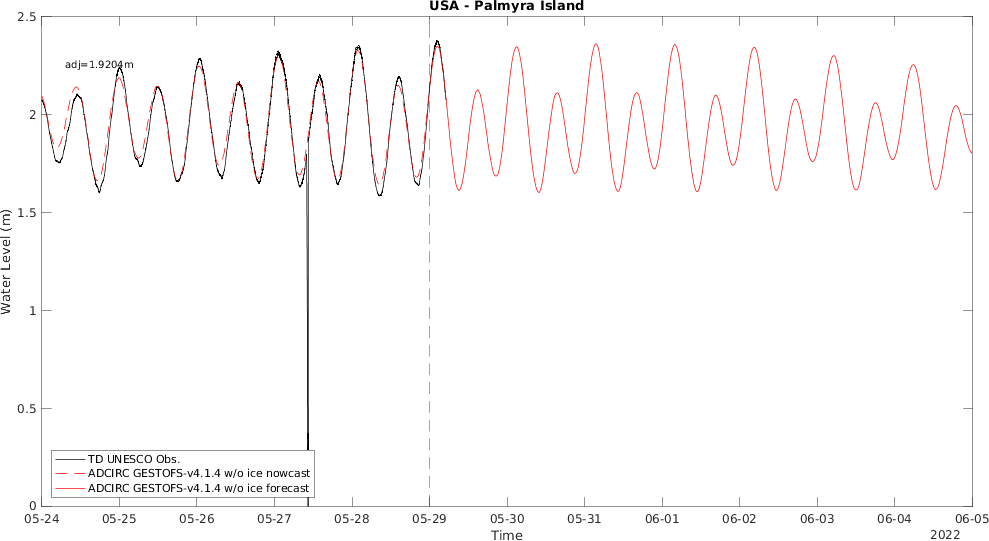 USA - Palmyra Island
adj=1.9204m
Water Level (m)
2.5
2
1.5
1
0.5
0
TD UNESCO Obs.
ADCIRC GESTOFS-v4.1.4 w/o ice nowcast
ADCIRC GESTOFS-v4.1.4 w/o ice forecast
05-24 05-25 05-26 05-27 05-28 05-29 05-30 05-31 06-01 06-02 06-03 06-04 06-05
Time
2022